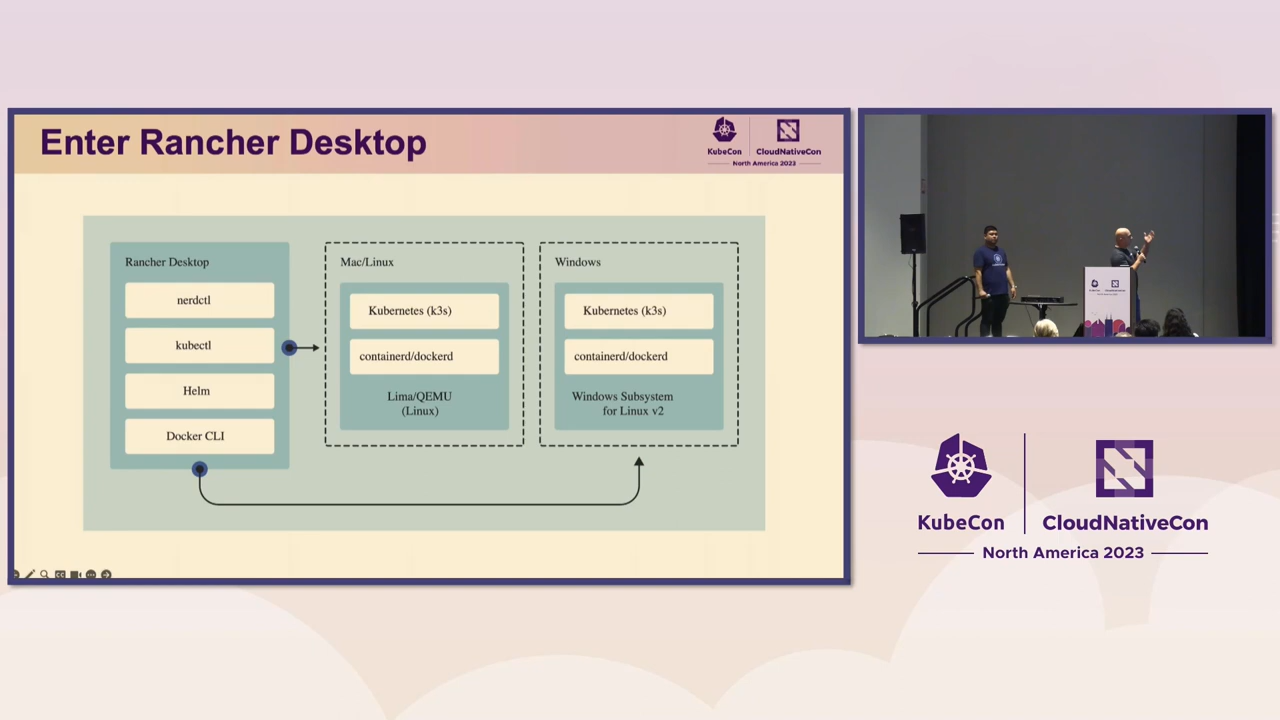 Enter Rancher Desktop
KubeCon
CloudNativeCon
North America 2023
Rancher Desktop
nerdctl
kubectl
Helm
Docker CLI
Mac/Linux
Kubernetes (k3s)
containerd/dockerd
Lima/QEMU
(Linux)
Windows
Kubernetes (k3s)
containerd/dockerd
Windows Subsystem
for Linux v2
KubeCon
CloudNativeCon
North America 2023